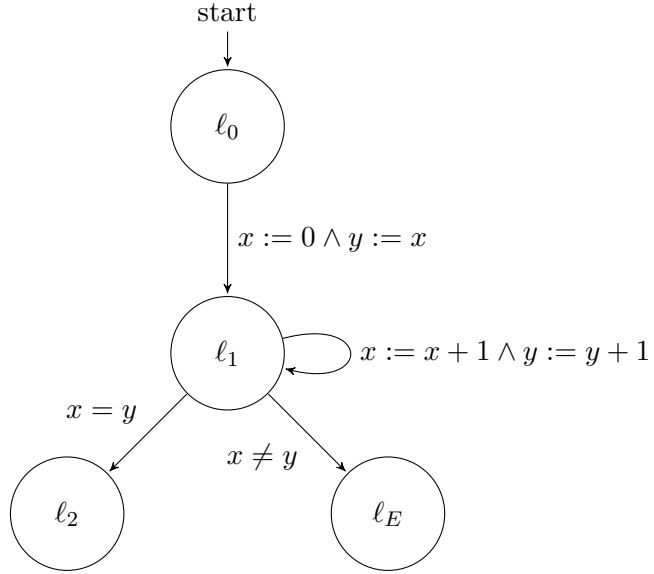 start
ℓ0
x := 0 ∧ y := x
ℓ1
x := x + 1 ∧ y := y + 1
x = y
x ≠ y
ℓ2
ℓE